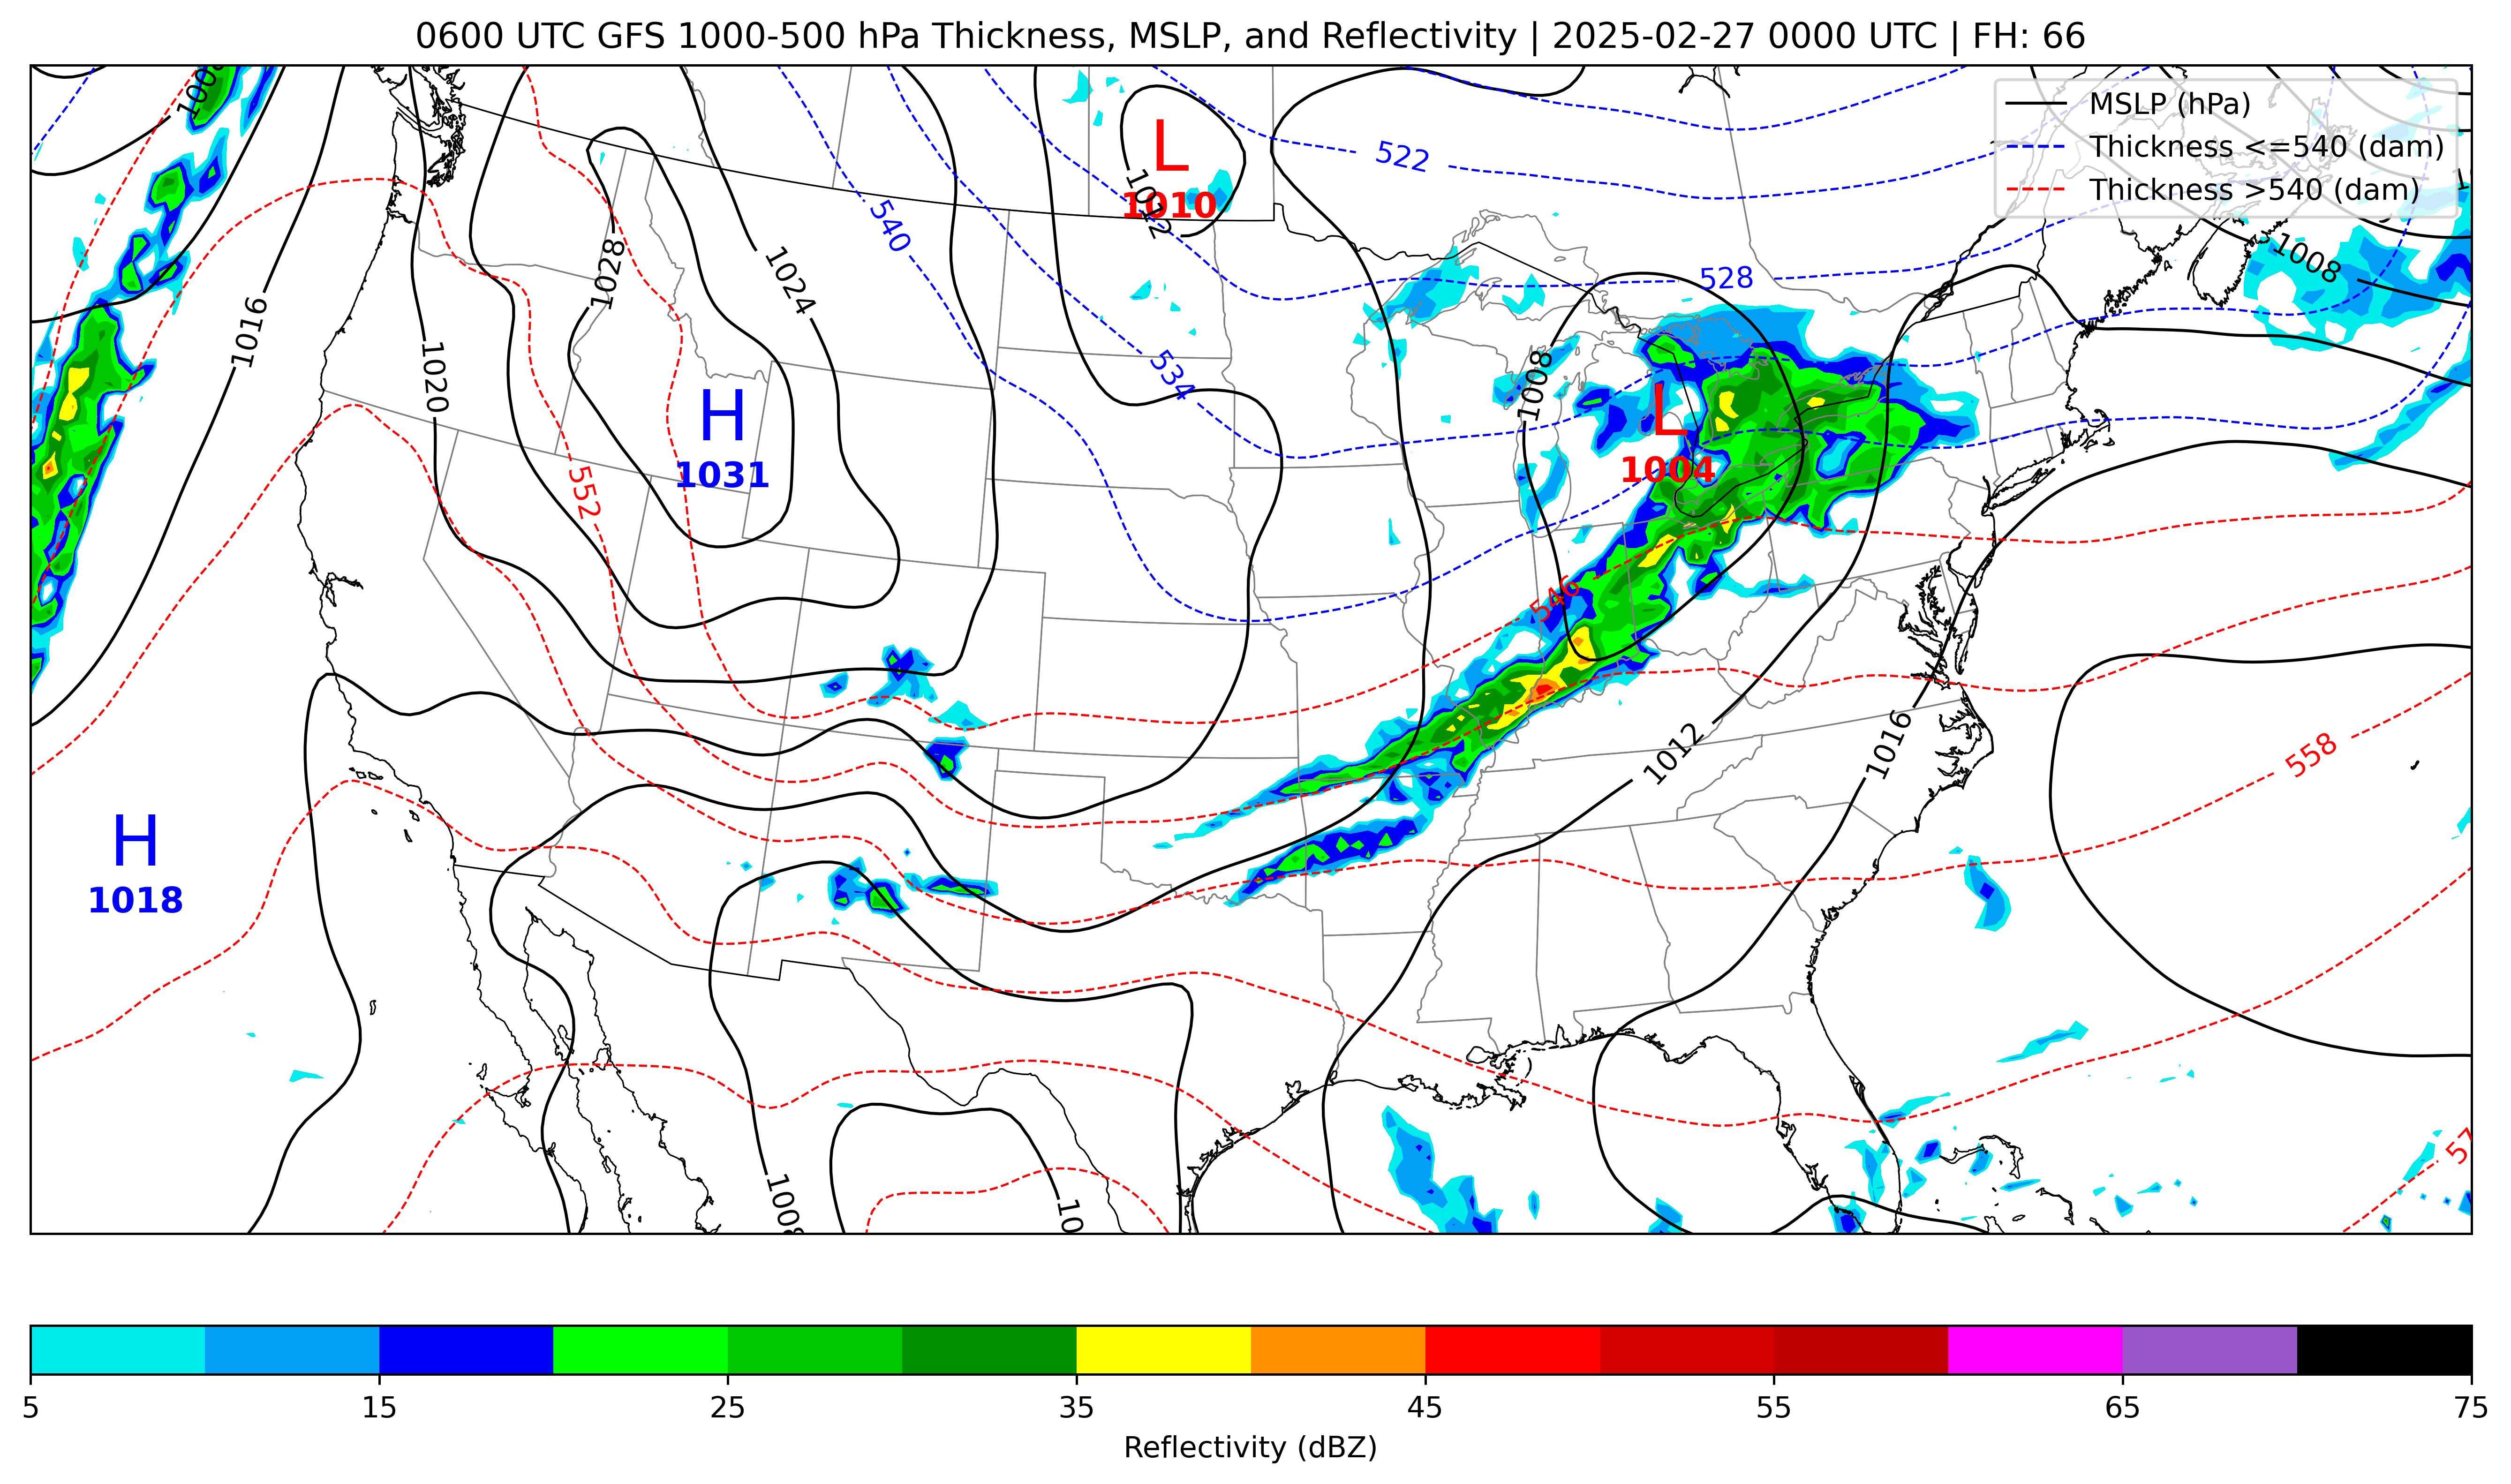 0600 UTC GFS 1000-500 hPa Thickness, MSLP, and Reflectivity | 2025-02-27 0000 UTC | FH: 66
MSLP (hPa)
Thickness <=540 (dam)
Thickness >540 (dam)
L
1010
1012
522
540
1028
1024
528
1008
1016
1020
534
1008
H
1031
L
1004
552
546
1012
1016
558
H
1018
1008
10
57
5 15 25 35 45 55 65 75
Reflectivity (dBZ)